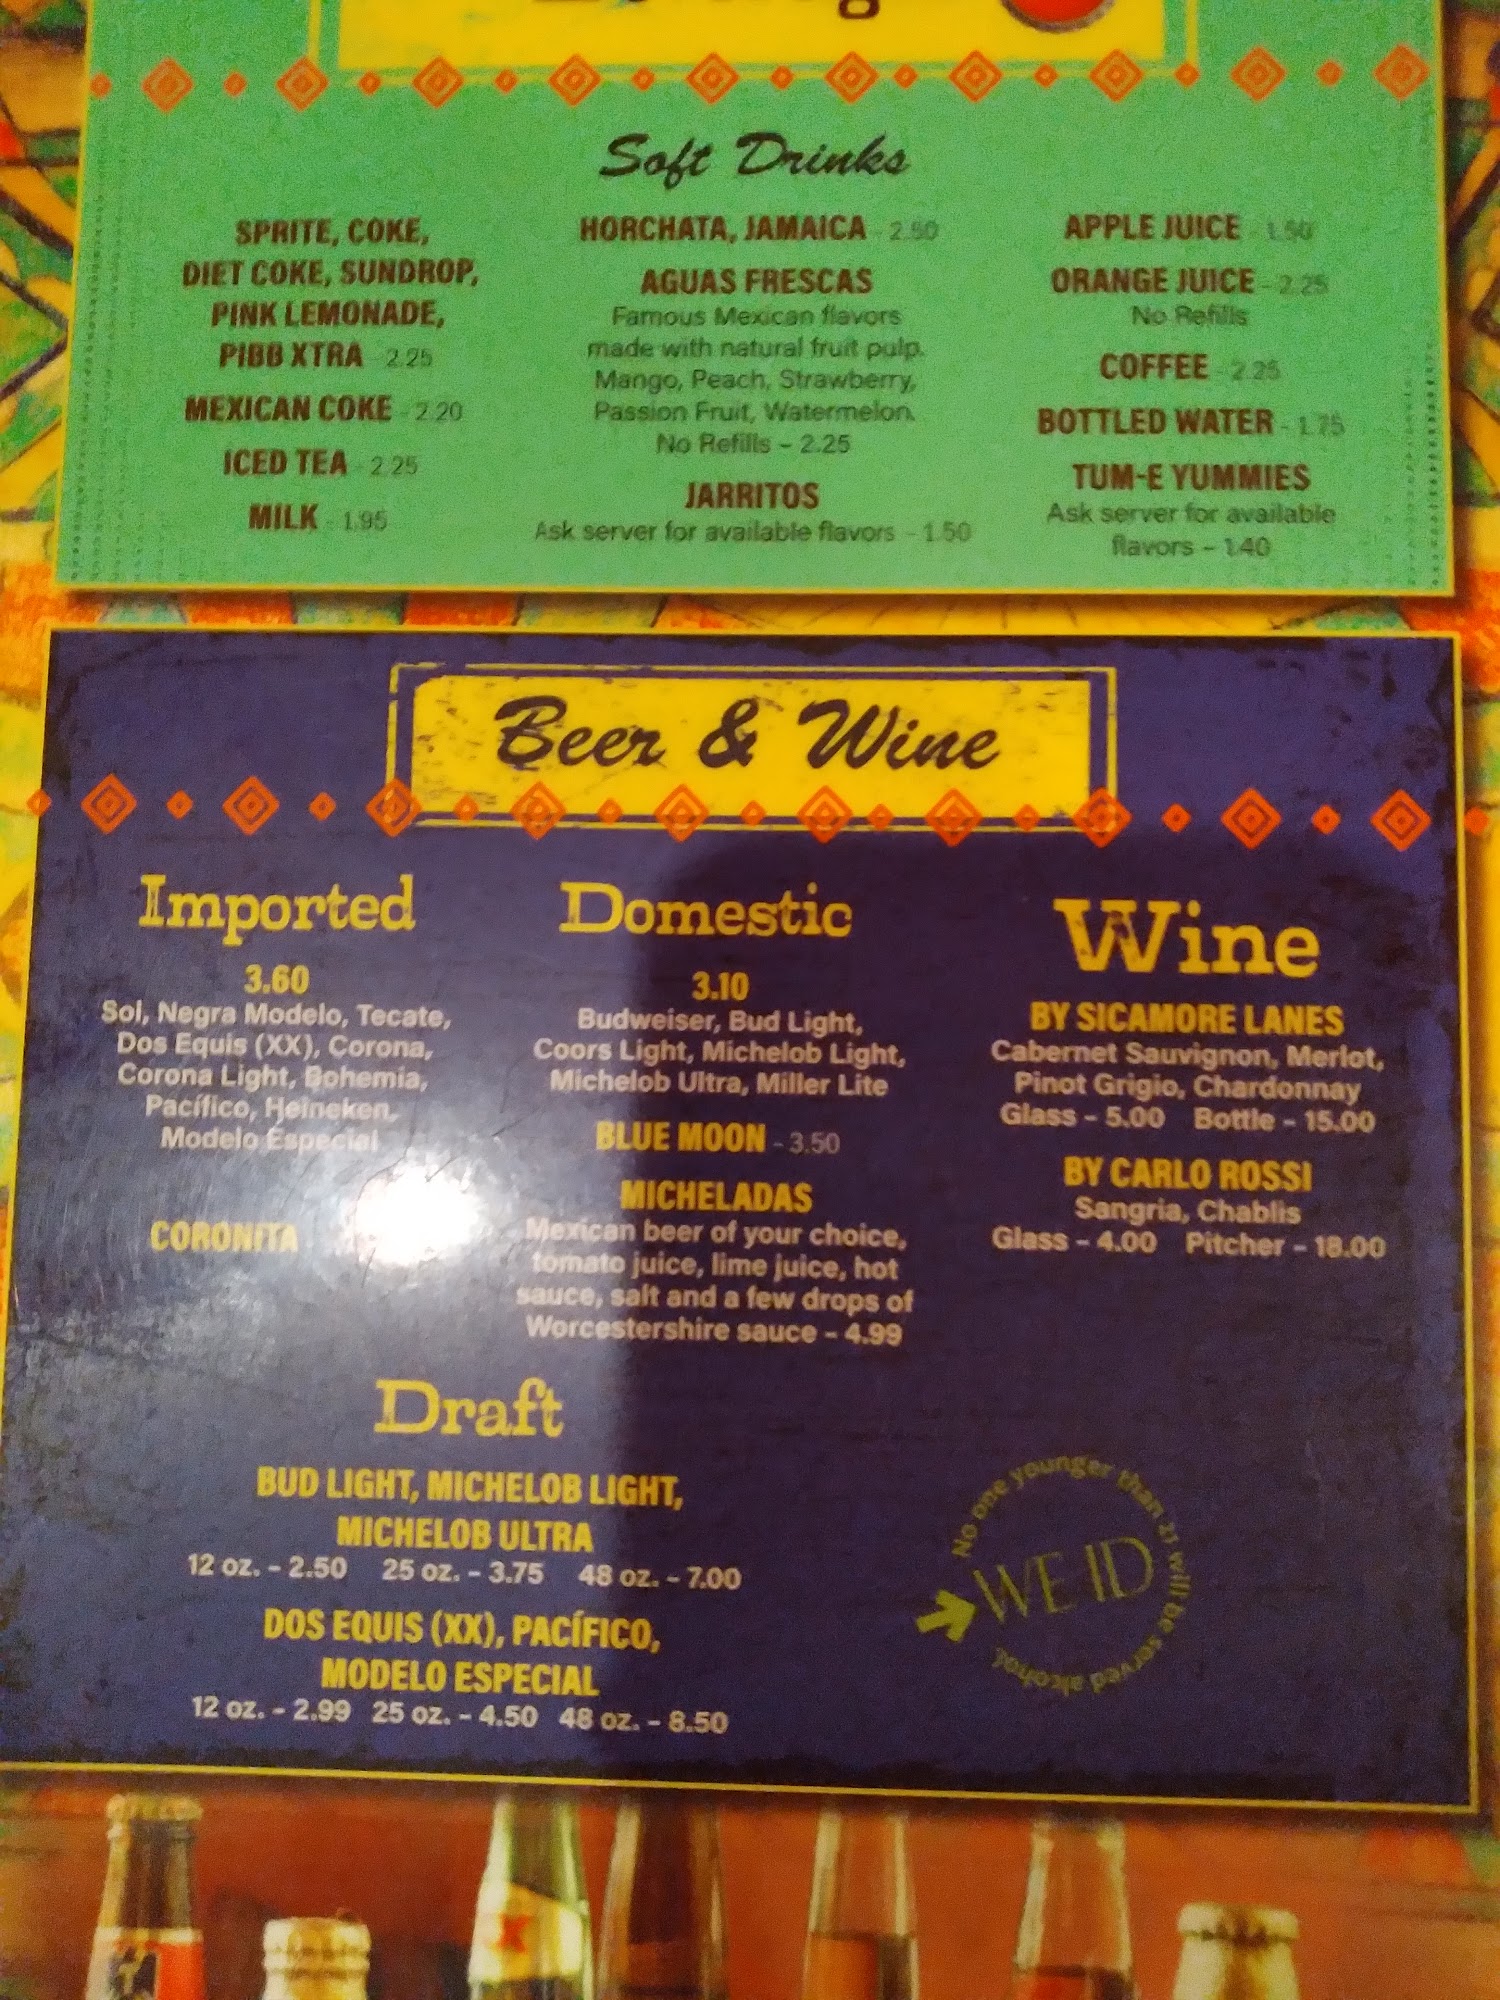 Soft Drinks
SPRITE, COKE,
DIET COKE, SUNDROP,
PINK LEMONADE,
PIBB XTRA - 2.25
MEXICAN COKE - 2.20
ICED TEA - 2.25
MILK - 1.95
HORCHATA, JAMAICA - 2.50
AGUAS FRESCAS
Famous Mexican flavors
made with natural fruit pulp.
Mango, Peach, Strawberry,
Passion Fruit, Watermelon.
No Refills - 2.25
JARRITOS
Ask server for available flavors - 1.50
APPLE JUICE - 1.50
ORANGE JUICE - 2.25
No Refills
COFFEE - 2.25
BOTTLED WATER - 1.75
TUM-E YUMMIES
Ask server for available
flavors - 1.40
Beer & Wine
Imported
3.60
Sol, Negra Modelo, Tecate,
Dos Equis (XX), Corona,
Corona Light, Bohemia,
Pacífico, Heineken,
Modelo Especial
CORONITA
Domestic
3.10
Budweiser, Bud Light,
Coors Light, Michelob Light,
Michelob Ultra, Miller Lite
BLUE MOON - 3.50
MICHELADAS
Mexican beer of your choice,
tomato juice, lime juice, hot
sauce, salt and a few drops of
Worcestershire sauce - 4.99
Wine
BY SICAMORE LANES
Cabernet Sauvignon, Merlot,
Pinot Grigio, Chardonnay
Glass - 5.00 Bottle - 15.00
BY CARLO ROSSI
Sangria, Chablis
Glass - 4.00 Pitcher - 18.00
Draft
BUD LIGHT, MICHELOB LIGHT,
MICHELOB ULTRA
12 oz. - 2.50 25 oz. - 3.75 48 oz. - 7.00
DOS EQUIS (XX), PACÍFICO,
MODELO ESPECIAL
12 oz. - 2.99 25 oz. - 4.50 48 oz. - 8.50
No one younger than 21 will be served alcohol.
WE ID